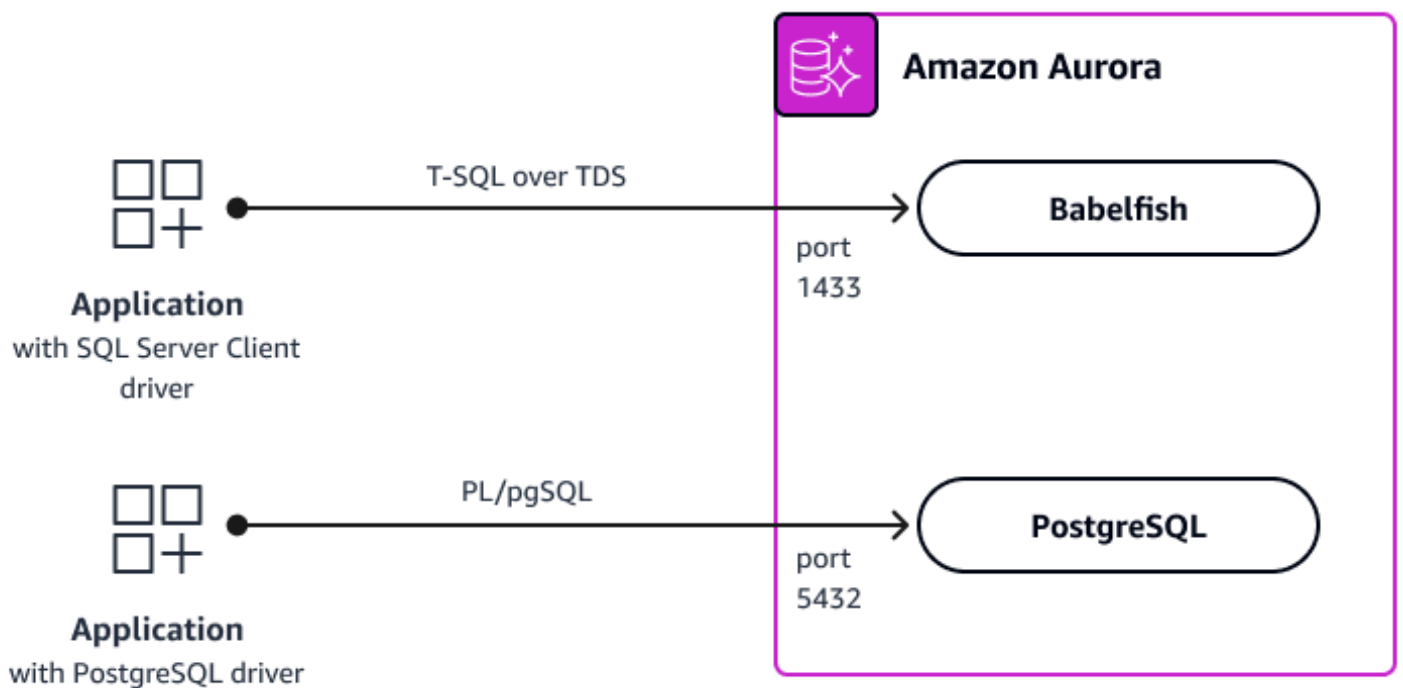 Amazon Aurora
T-SQL over TDS
Babelfish
port
1433
Application
with SQL Server Client
driver
PL/pgSQL
PostgreSQL
port
5432
Application
with PostgreSQL driver